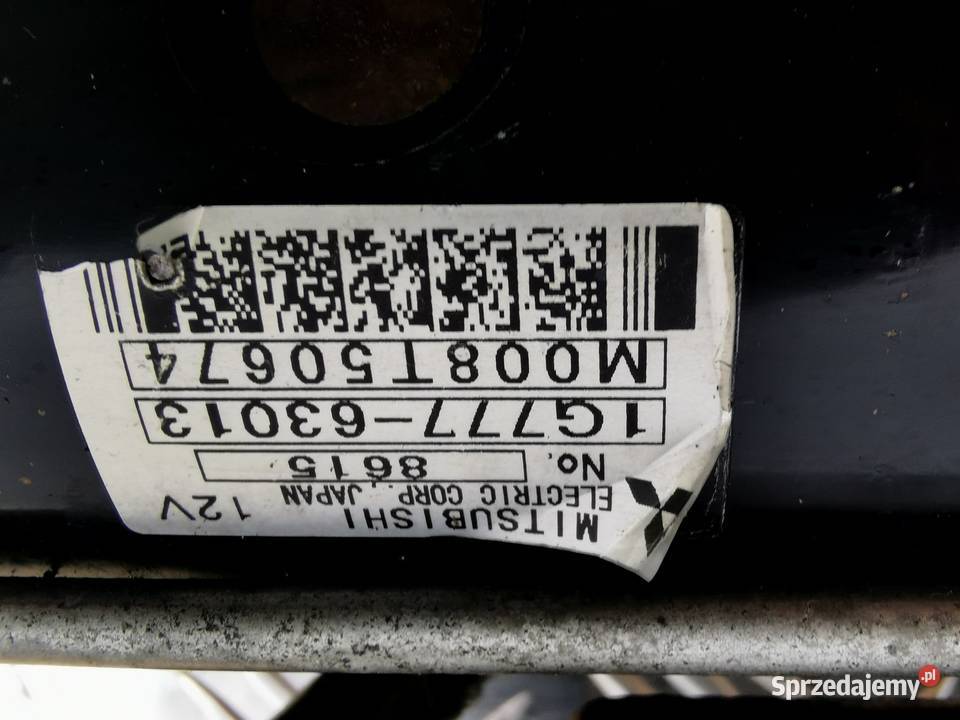 MITSUBISHI
ELECTRIC CORP. JAPAN 12V
No. 8615
1G777-63013
M008T50674
Sprzedajemy.pl